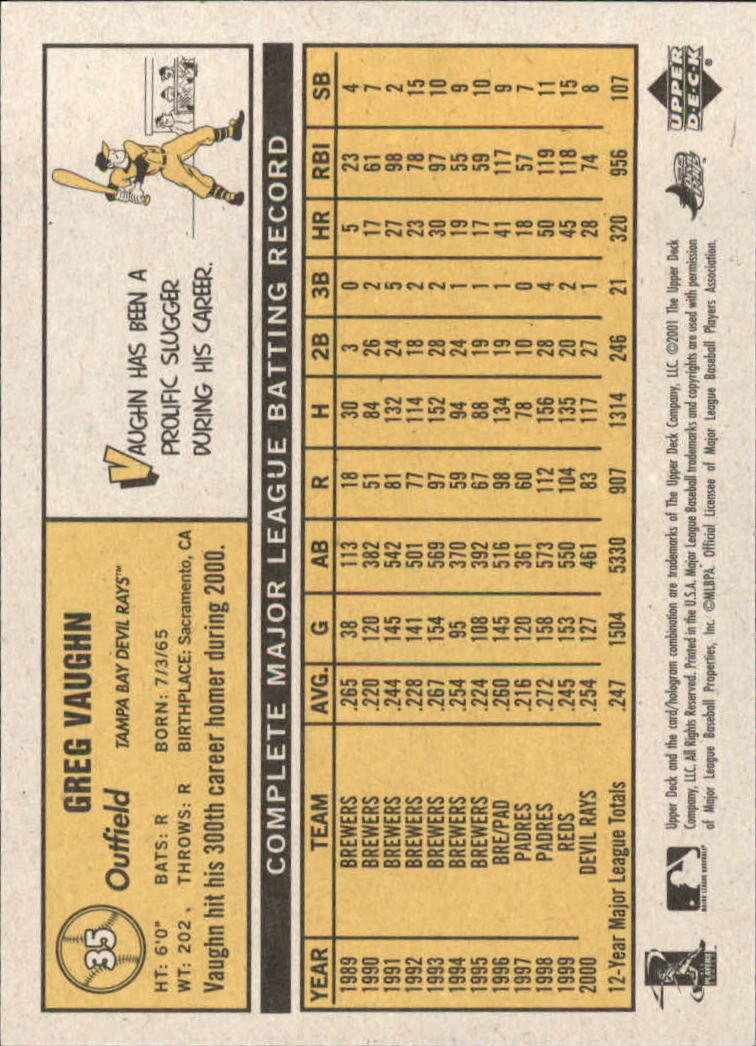 35
GREG VAUGHN
Outfield TAMPA BAY DEVIL RAYS™
HT: 6'0" BATS: R BORN: 7/3/65
WT: 202 THROWS: R BIRTHPLACE: Sacramento, CA
Vaughn hit his 300th career homer during 2000.
VAUGHN HAS BEEN A
PROLIFIC SLUGGER
DURING HIS CAREER.
COMPLETE MAJOR LEAGUE BATTING RECORD
YEAR TEAM AVG. G AB R H 2B 3B HR RBI SB
1989 BREWERS .265 38 113 18 30 3 0 5 23 4
1990 BREWERS .220 120 382 51 84 26 2 17 61 7
1991 BREWERS .244 145 542 81 132 24 5 27 98 2
1992 BREWERS .228 141 501 77 114 18 2 23 78 15
1993 BREWERS .267 154 569 97 152 28 2 30 97 10
1994 BREWERS .254 95 370 59 94 24 1 19 55 9
1995 BREWERS .224 108 392 67 88 19 1 17 59 10
1996 BRE/PAD .260 145 516 98 134 19 1 41 117 9
1997 PADRES .216 120 361 60 78 10 0 18 57 7
1998 PADRES .272 158 573 112 156 28 4 50 119 11
1999 REDS .245 153 550 104 135 20 2 45 118 15
2000 DEVIL RAYS .254 127 461 83 117 27 1 28 74 8
12-Year Major League Totals .247 1504 5330 907 1314 246 21 320 956 107
PLAYERS
MAJOR LEAGUE BASEBALL
Upper Deck and the card/hologram combination are trademarks of The Upper Deck Company, LLC. ©2001 The Upper Deck
Company, LLC. All Rights Reserved. Printed in the U.S.A. Major League Baseball trademarks and copyrights are used with permission
of Major League Baseball Properties, Inc. ©MLBPA Official Licensee of Major League Baseball Players Association.
DEVIL RAYS
UPPER
DECK®